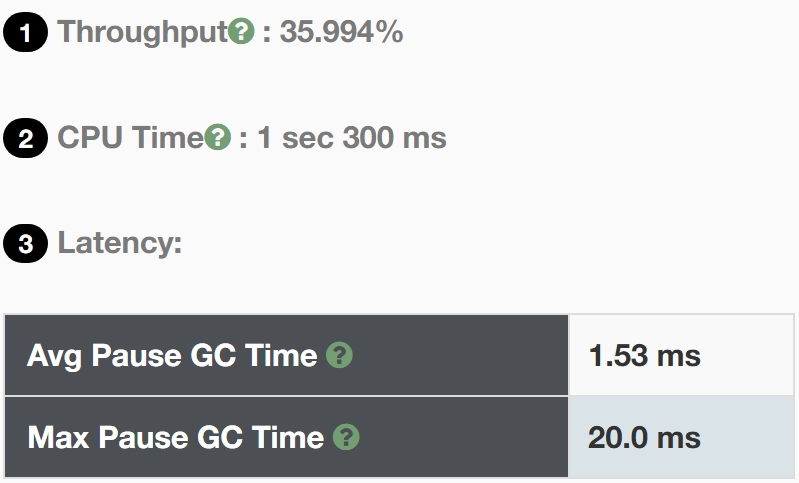 1 Throughput? : 35.994%
2 CPU Time? : 1 sec 300 ms
3 Latency:
Avg Pause GC Time ? 1.53 ms
Max Pause GC Time ? 20.0 ms